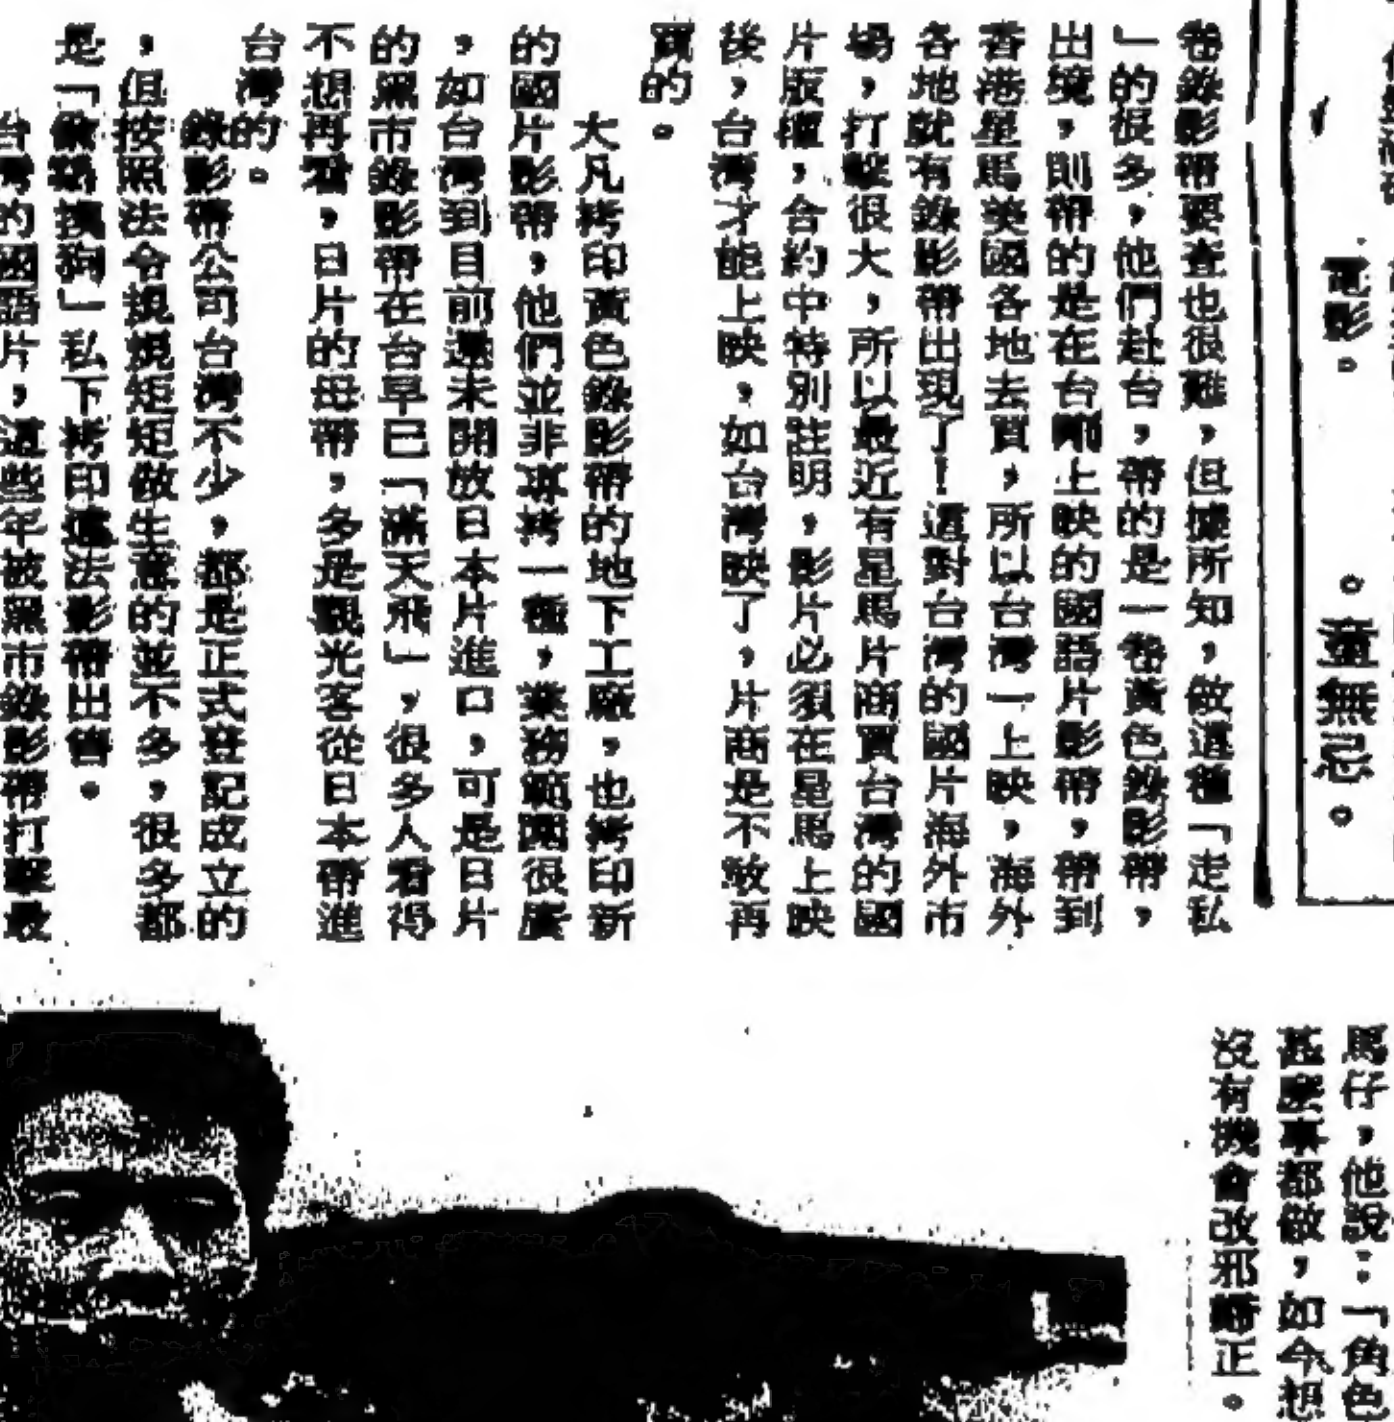 電影。
。童無忌。
卷錄影帶要查也很難，但據所知，做這種「走私
」的很多，他們赴台，帶的是一卷黃色錄影帶，
出境，則帶的是在台剛上映的國語片影帶，帶到
香港星馬美國各地去買，所以台灣一上映，海外
各地就有錄影帶出現了！這對台灣的國片海外市
場，打擊很大，所以最近有星馬片商買台灣的國
片版權，合約中特別註明，影片必須在星馬上映
後，台灣才能上映，如台灣映了，片商是不敢再
買的。
大凡拷印黃色錄影帶的地下工廠，也拷印新
的國片影帶，他們並非專拷一種，業務範圍很廣
，如台灣到目前還未開放日本片進口，可是日片
的黑市錄影帶在台早已「滿天飛」，很多人看得
不想再看，日片的母帶，多是觀光客從日本帶進
台灣的。
錄影帶公司台灣不少，都是正式登記成立的
，但按照法令規規矩矩做生意的並不多，很多都
是「偷鷄摸狗」私下拷印違法影帶出售。
台灣的國語片，這些年被黑市錄影帶打擊最
馬仔，他說：「角色
甚麼事都做，如今想
沒有機會改邪歸正。